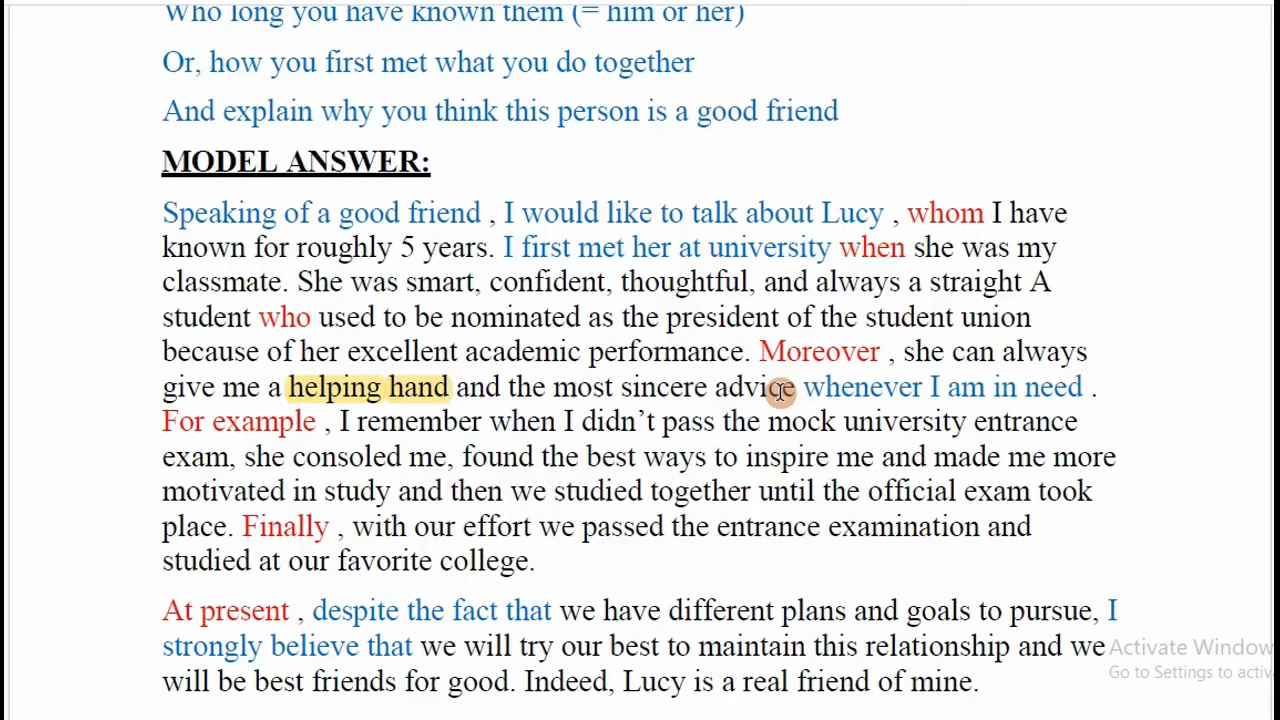 Who long you have known them (= him or her)
Or, how you first met what you do together
And explain why you think this person is a good friend
MODEL ANSWER:
Speaking of a good friend , I would like to talk about Lucy , whom I have
known for roughly 5 years. I first met her at university when she was my
classmate. She was smart, confident, thoughtful, and always a straight A
student who used to be nominated as the president of the student union
because of her excellent academic performance. Moreover , she can always
give me a helping hand and the most sincere advice whenever I am in need .
For example , I remember when I didn’t pass the mock university entrance
exam, she consoled me, found the best ways to inspire me and made me more
motivated in study and then we studied together until the official exam took
place. Finally , with our effort we passed the entrance examination and
studied at our favorite college.
At present , despite the fact that we have different plans and goals to pursue, I
strongly believe that we will try our best to maintain this relationship and we
will be best friends for good. Indeed, Lucy is a real friend of mine.
Activate Window
Go to Settings to activ